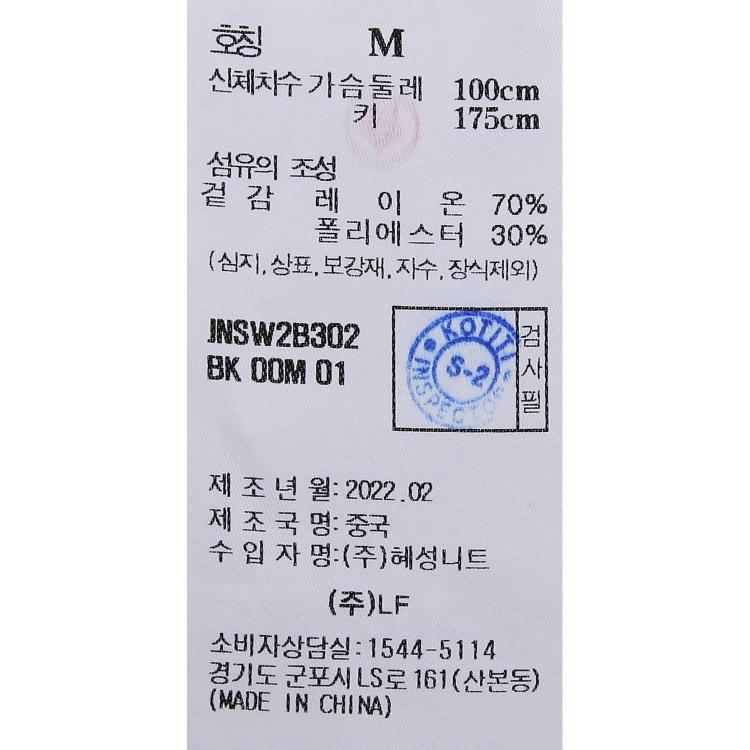 호칭 M
신체치수 가슴둘레 100cm
키 175cm
섬유의 조성
겉감 레이온 70%
폴리에스터 30%
(심지,상표,보강재,자수,장식제외)
JNSW2B302
BK 00M 01
KOTITI
S-2
INSPECTOR
검사필
제조년월:2022.02
제조국명:중국
수입자명:(주)혜성니트
(주)LF
소비자상담실:1544-5114
경기도 군포시 LS로 161(산본동)
(MADE IN CHINA)